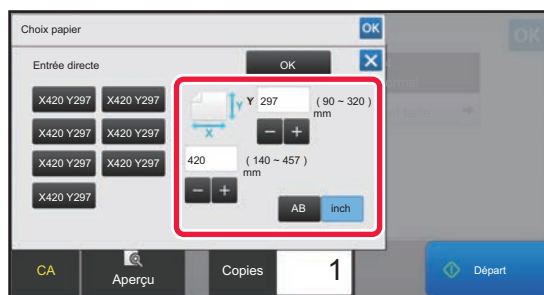 Choix papier
OK
OK
Entrée directe
OK
X420 Y297
X420 Y297
X420 Y297
X420 Y297
X420 Y297
X420 Y297
X420 Y297
Y
X
Y
297
( 90 ~ 320 )
mm
420
( 140 ~ 457 )
mm
AB
inch
CA
Aperçu
Copies
1
Départ